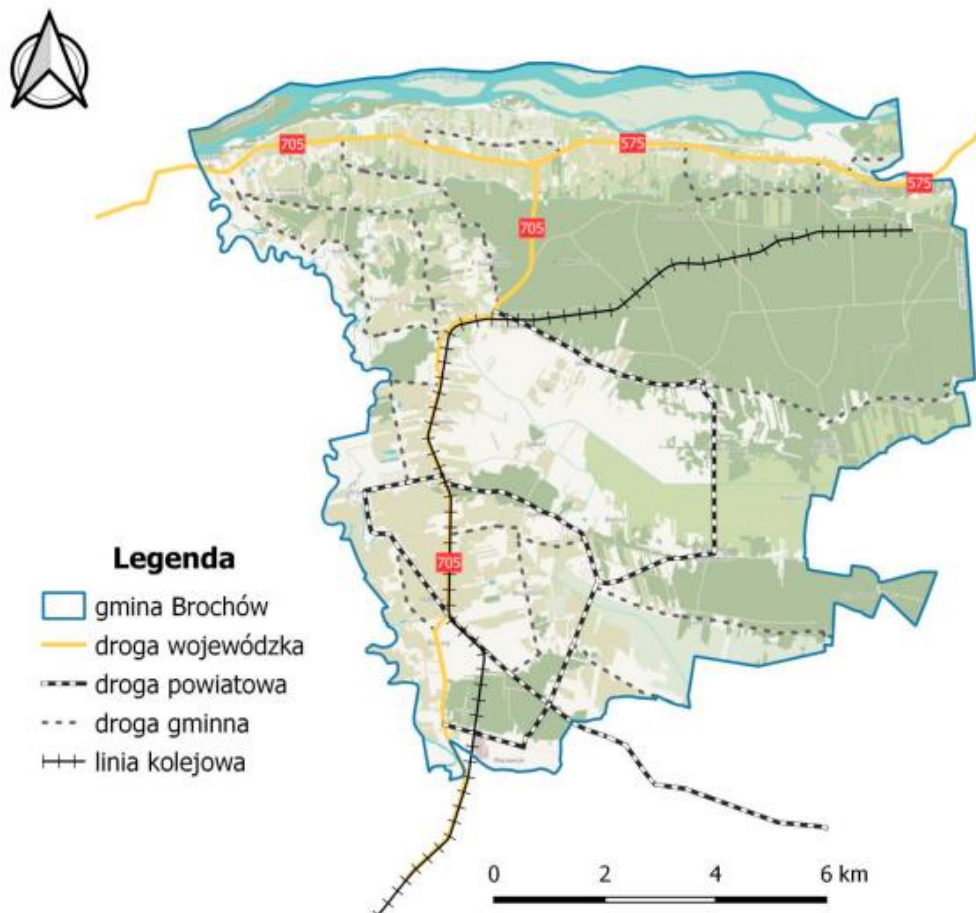 705
575
575
705
705
Legenda
gmina Brochów
droga wojewódzka
droga powiatowa
droga gminna
linia kolejowa
0 2 4 6 km